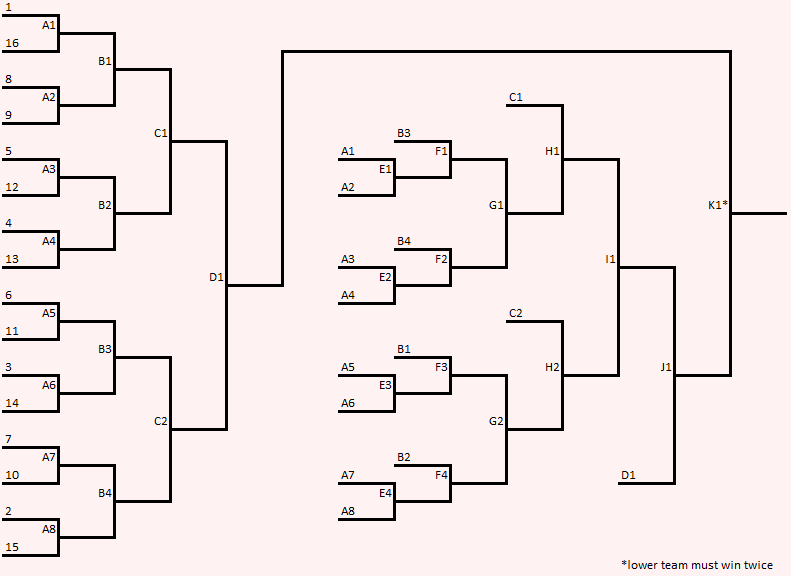 1
A1
16
B1
8
A2
9
C1
5
A3
12
B2
4
A4
13
D1
6
A5
11
B3
3
A6
14
C2
7
A7
10
B4
2
A8
15
C1
B3
A1
F1
H1
E1
A2
G1
B4
A3
F2
I1
E2
A4
C2
B1
A5
F3
H2
J1
E3
A6
G2
B2
A7
F4
D1
E4
A8
K1*
*lower team must win twice